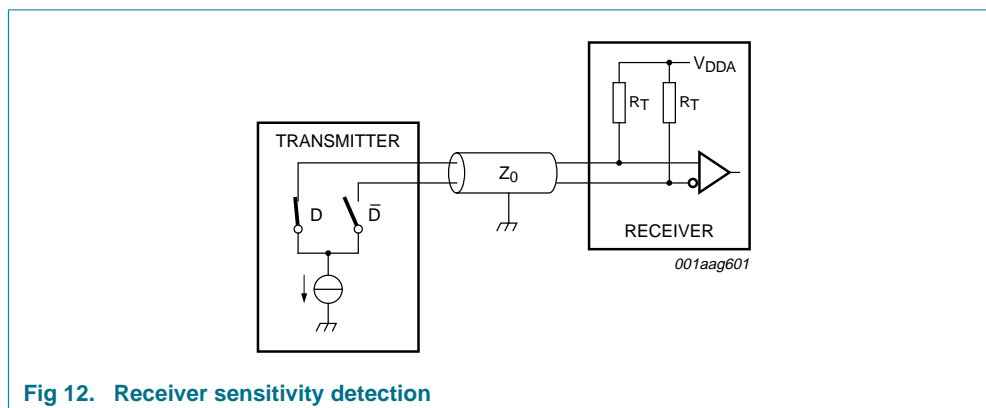 VDDA
RT RT
TRANSMITTER
Z0
D D̅
RECEIVER
001aag601
Fig 12. Receiver sensitivity detection